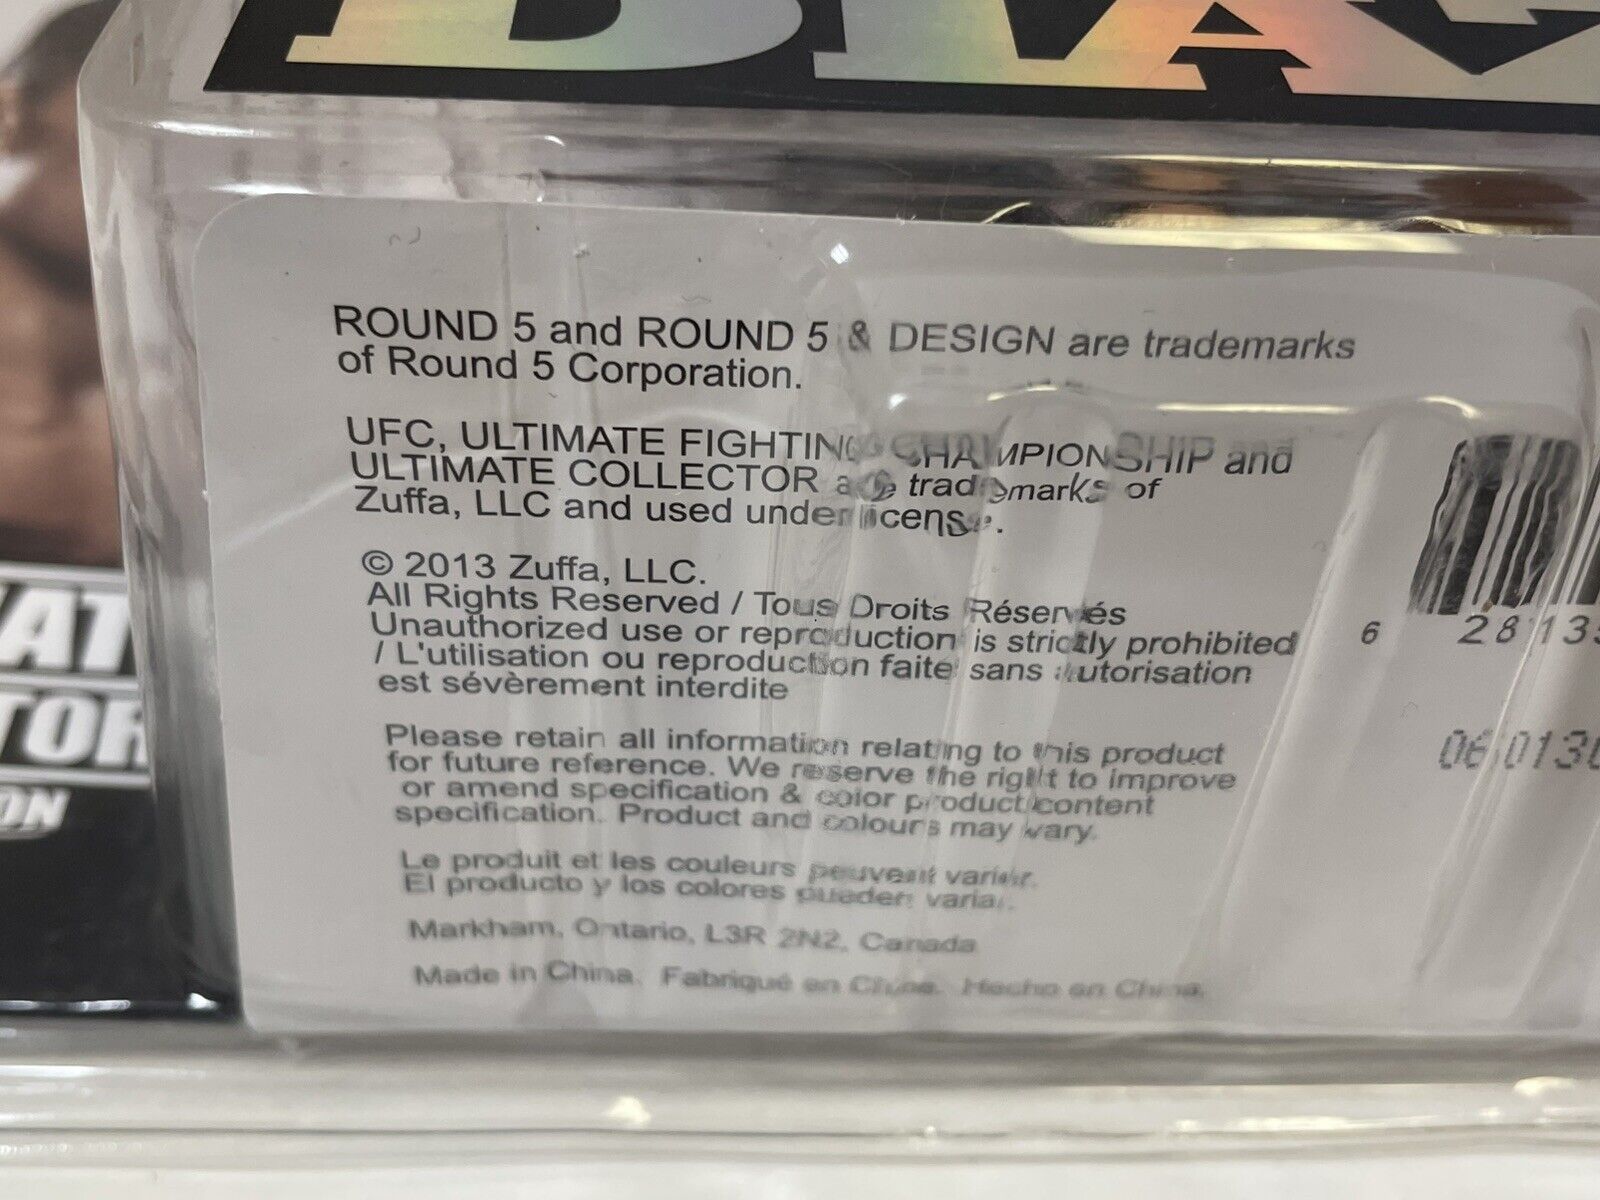 ROUND 5 and ROUND 5 & DESIGN are trademarks
of Round 5 Corporation.
UFC, ULTIMATE FIGHTING CHAMPIONSHIP and
ULTIMATE COLLECTOR are trademarks of
Zuffa, LLC and used under license.
© 2013 Zuffa, LLC.
All Rights Reserved / Tous Droits Réservés
Unauthorized use or reproduction is strictly prohibited
/ L'utilisation ou reproduction faite sans autorisation
est sévèrement interdite
Please retain all information relating to this product
for future reference. We reserve the right to improve
or amend specification & color product/content
specification. Product and colours may vary.
Le produit et les couleurs peuvent varier.
El producto y los colores pueden variar.
Markham, Ontario, L3R 2N2, Canada
Made in China. Fabriqué en Chine. Hecho en China.
6 28135
06013